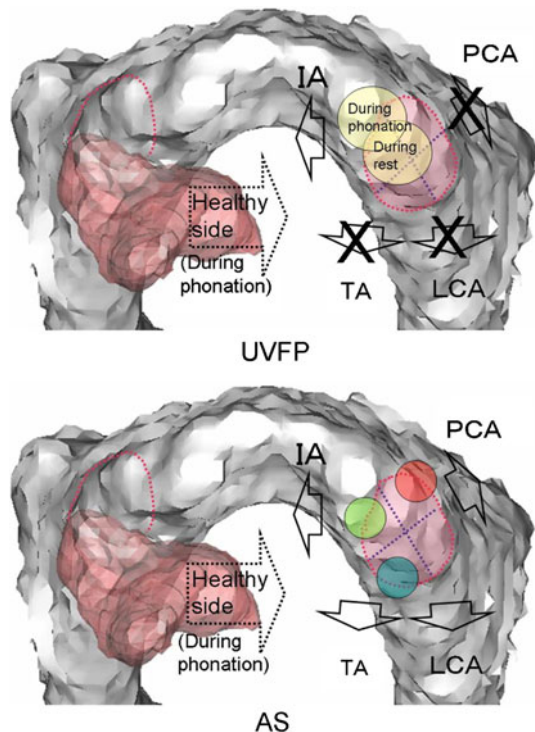 PCA
IA
During
phonation
During
rest
Healthy
side
(During
phonation)
TA
LCA
UVFP
PCA
IA
Healthy
side
(During
phonation)
TA
LCA
AS